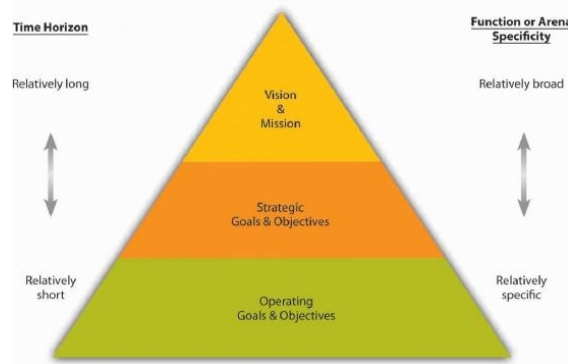 Time Horizon
Function or Arena
Specificity
Relatively long
Relatively broad
Vision
&
Mission
Strategic
Goals & Objectives
Relatively
short
Relatively
specific
Operating
Goals & Objectives